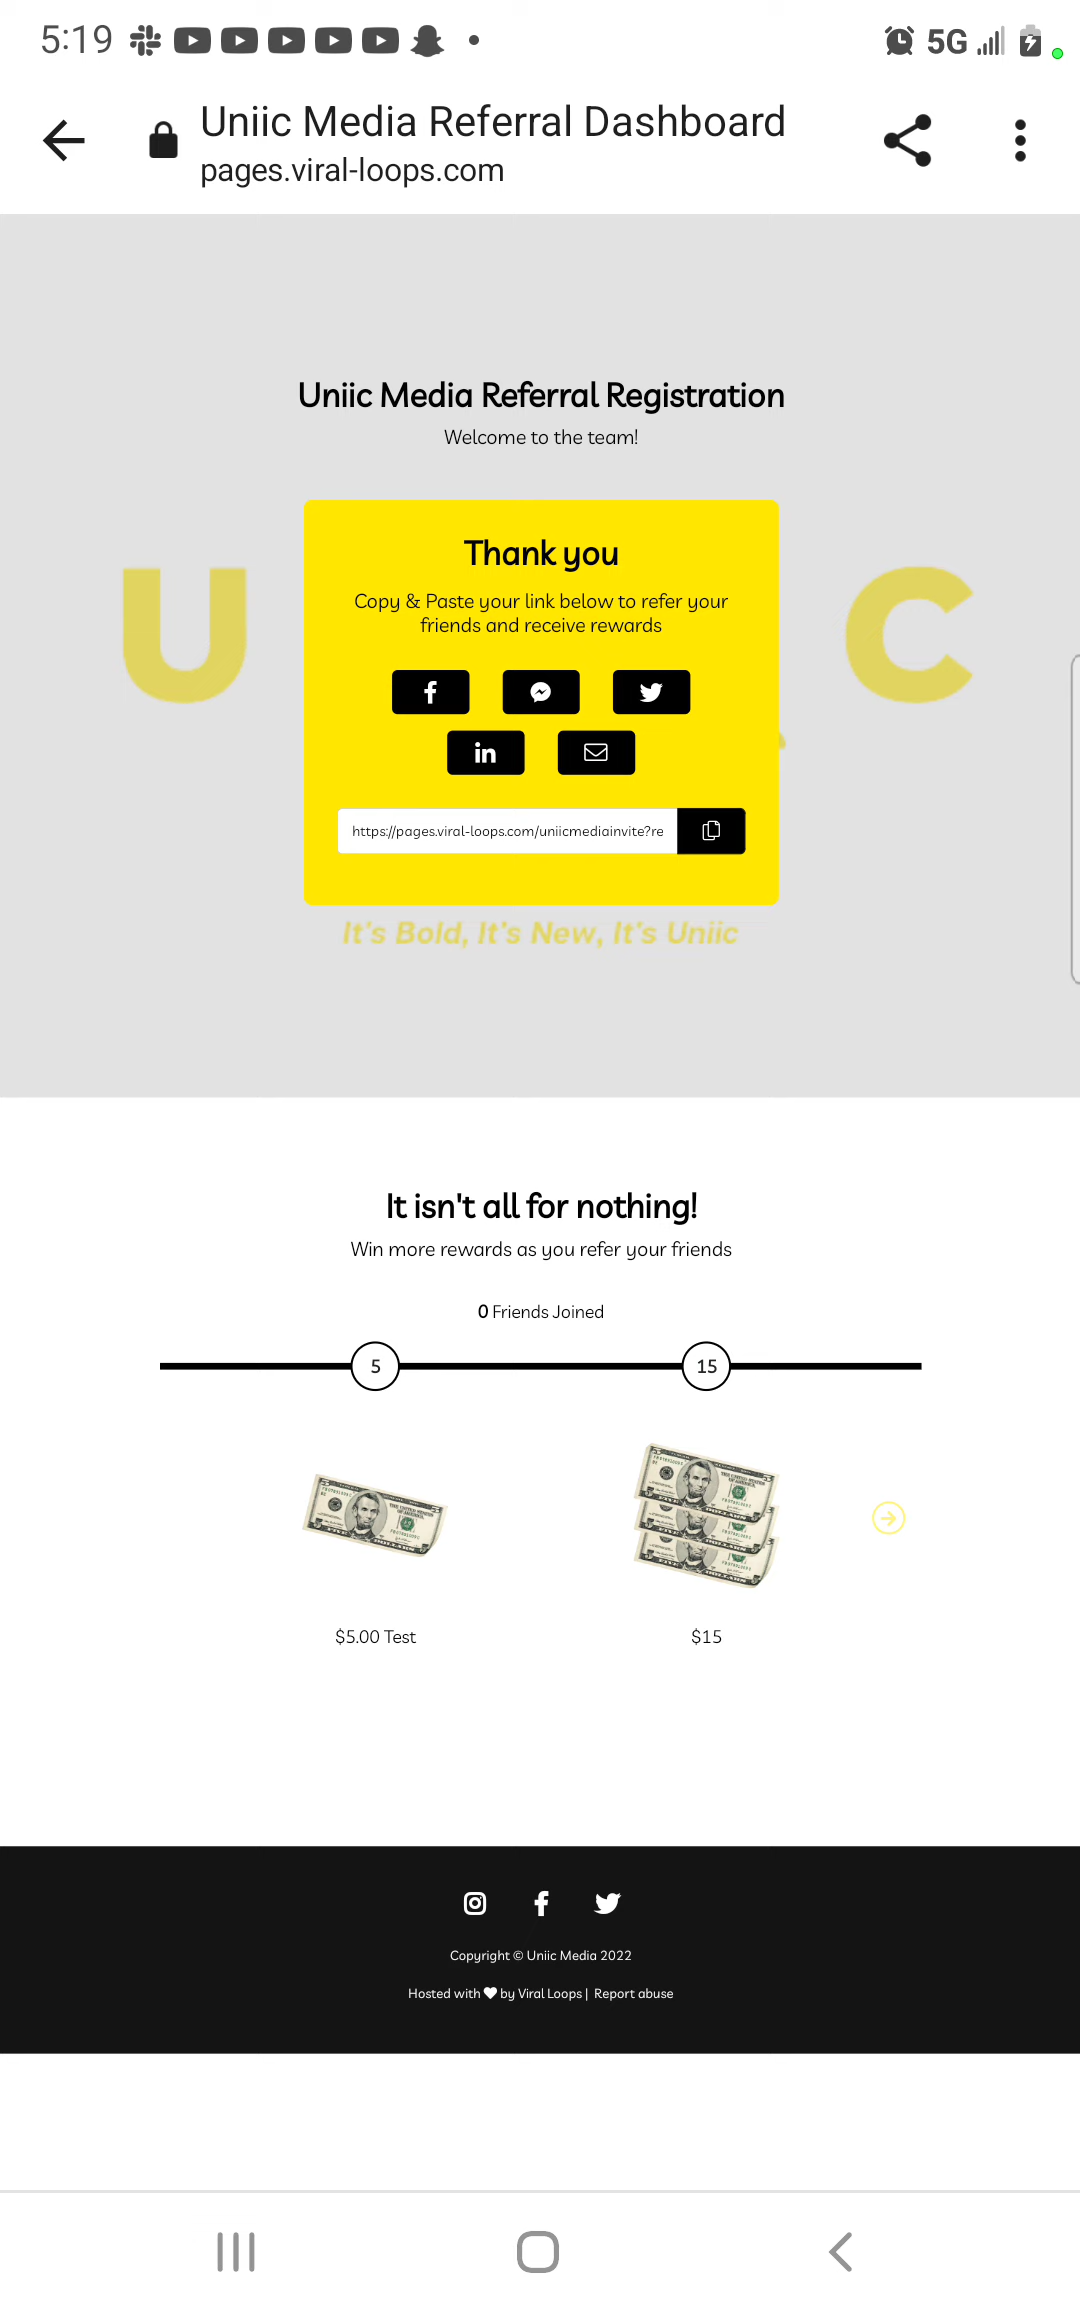 5:19
5G
Uniic Media Referral Dashboard
pages.viral-loops.com
Uniic Media Referral Registration
Welcome to the team!
U
C
Thank you
Copy & Paste your link below to refer your
friends and receive rewards
https://pages.viral-loops.com/uniicmediainvite?re
It's Bold, It's New, It's Uniic
It isn't all for nothing!
Win more rewards as you refer your friends
0 Friends Joined
5
15
$5.00 Test
$15
Copyright © Uniic Media 2022
Hosted with by Viral Loops | Report abuse